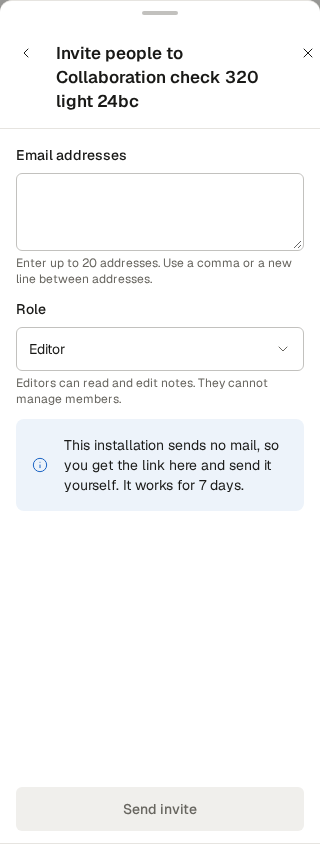 Invite people to
Collaboration check 320
light 24bc
Email addresses
Enter up to 20 addresses. Use a comma or a new
line between addresses.
Role
Editor
Editors can read and edit notes. They cannot
manage members.
This installation sends no mail, so
you get the link here and send it
yourself. It works for 7 days.
Send invite